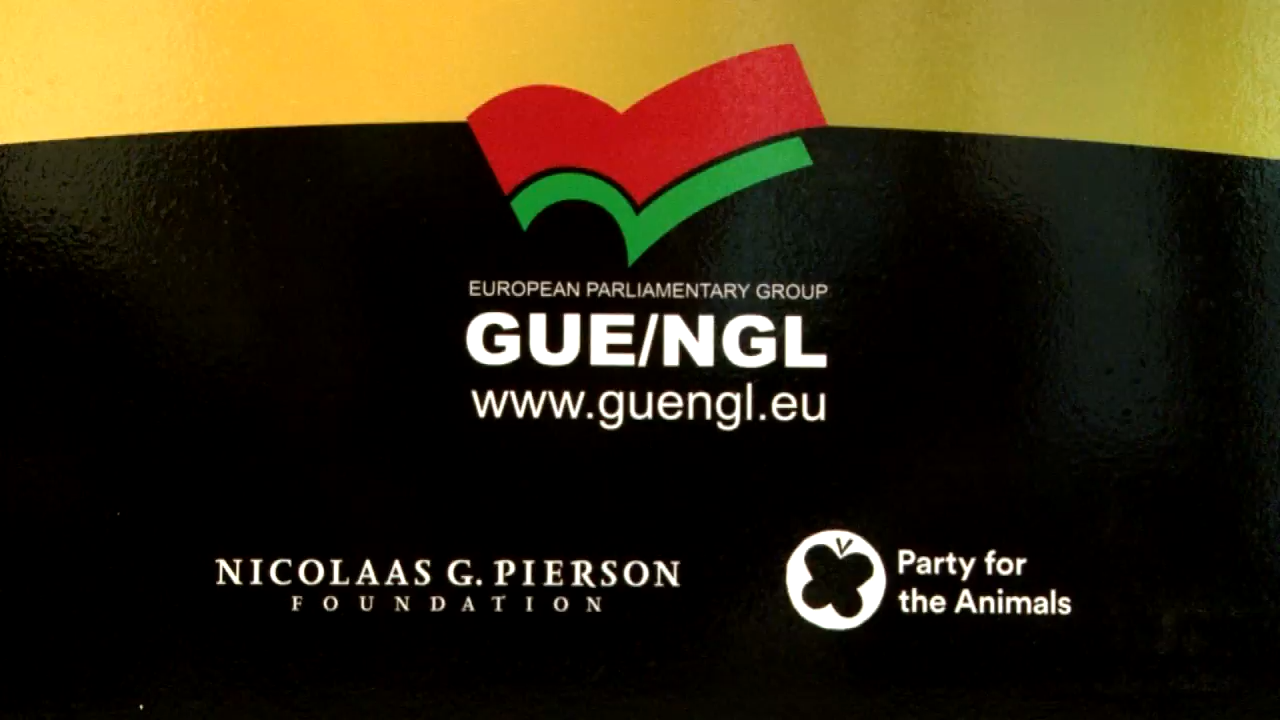 EUROPEAN PARLIAMENTARY GROUP
GUE/NGL
www.guengl.eu
NICOLAAS G. PIERSON
FOUNDATION
Party for
the Animals